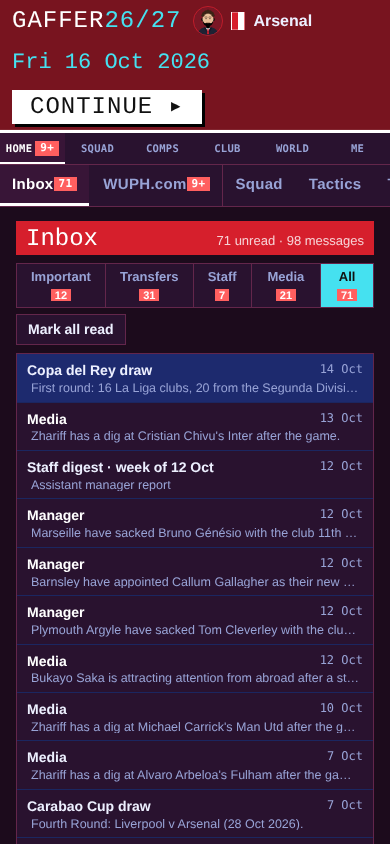 GAFFER26/27 Arsenal
Fri 16 Oct 2026
CONTINUE ►
HOME 9+ SQUAD COMPS CLUB WORLD ME
Inbox 71 WUPH.com 9+ Squad Tactics
Inbox 71 unread · 98 messages
Important Transfers Staff Media All
12 31 7 21 71
Mark all read
Copa del Rey draw 14 Oct
First round: 16 La Liga clubs, 20 from the Segunda Divisi…
Media 13 Oct
Zhariff has a dig at Cristian Chivu's Inter after the game.
Staff digest · week of 12 Oct 12 Oct
Assistant manager report
Manager 12 Oct
Marseille have sacked Bruno Génésio with the club 11th …
Manager 12 Oct
Barnsley have appointed Callum Gallagher as their new …
Manager 12 Oct
Plymouth Argyle have sacked Tom Cleverley with the clu…
Media 12 Oct
Bukayo Saka is attracting attention from abroad after a st…
Media 10 Oct
Zhariff has a dig at Michael Carrick's Man Utd after the g…
Media 7 Oct
Zhariff has a dig at Alvaro Arbeloa's Fulham after the ga…
Carabao Cup draw 7 Oct
Fourth Round: Liverpool v Arsenal (28 Oct 2026).